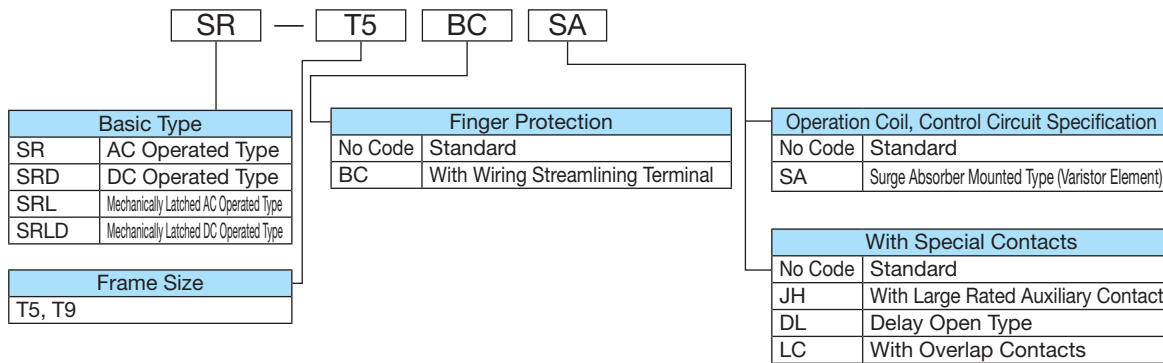 SR — T5 BC SA
Basic Type
SR AC Operated Type
SRD DC Operated Type
SRL Mechanically Latched AC Operated Type
SRLD Mechanically Latched DC Operated Type
Frame Size
T5, T9
Finger Protection
No Code Standard
BC With Wiring Streamlining Terminal
Operation Coil, Control Circuit Specification
No Code Standard
SA Surge Absorber Mounted Type (Varistor Element)
With Special Contacts
No Code Standard
JH With Large Rated Auxiliary Contact
DL Delay Open Type
LC With Overlap Contacts